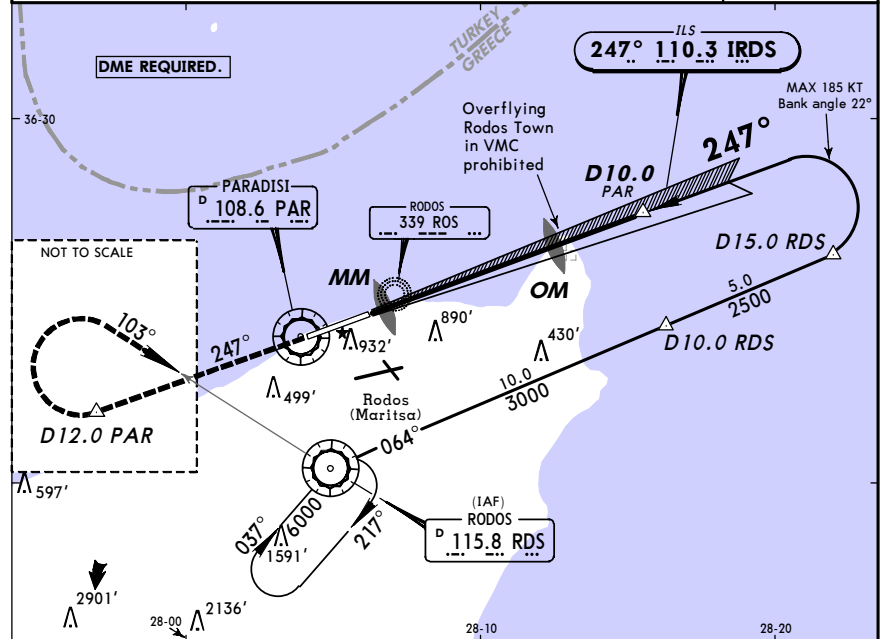 DME REQUIRED.
TURKEY
GREECE
ILS
247° 110.3 IRDS
MAX 185 KT
Bank angle 22°
36-30
Overflying
Rodos Town
in VMC
prohibited
247°
D10.0
PAR
PARADISI
D 108.6 PAR
RODOS
339 ROS
NOT TO SCALE
MM
OM
D15.0 RDS
5.0
2500
D10.0 RDS
103°
247°
890'
932'
430'
499'
10.0
3000
Rodos
(Maritsa)
D12.0 PAR
064°
597'
(IAF)
RODOS
D 115.8 RDS
037°
6000
217°
1591'
2901'
2136'
28-00
28-10
28-20